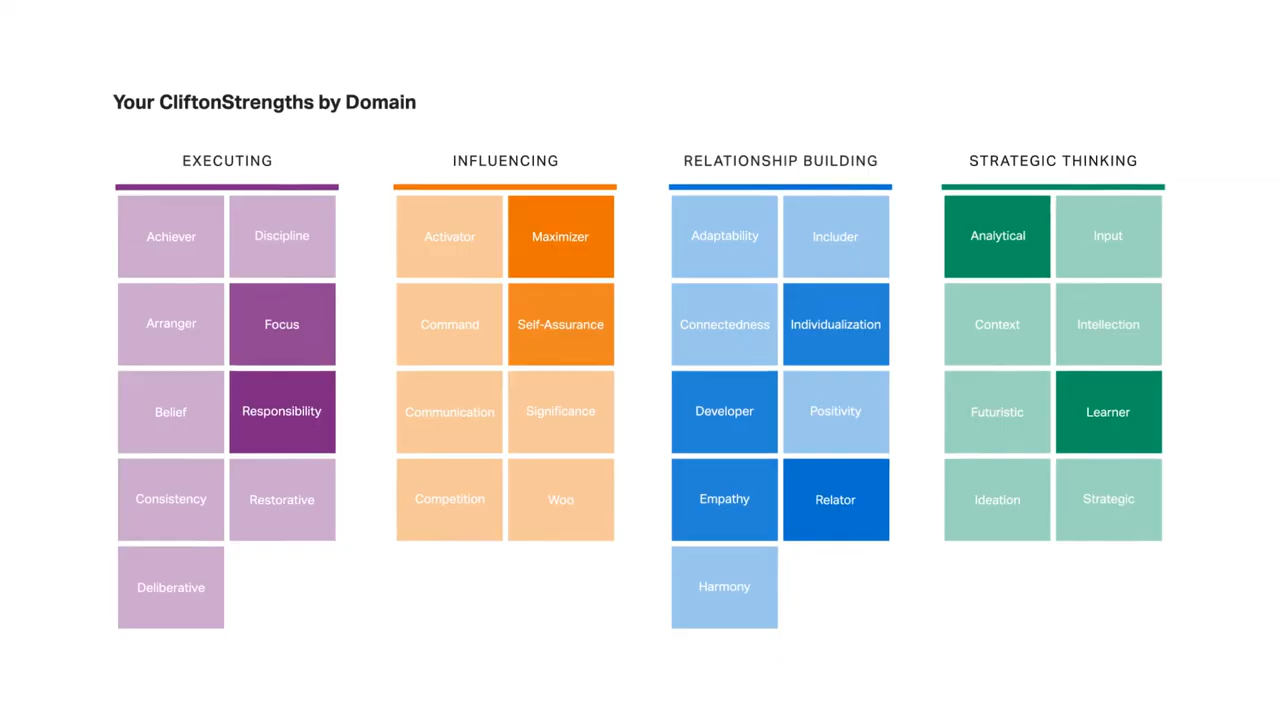 Your CliftonStrengths by Domain
EXECUTING
Achiever
Discipline
Arranger
Focus
Belief
Responsibility
Consistency
Restorative
Deliberative
INFLUENCING
Activator
Maximizer
Command
Self-Assurance
Communication
Significance
Competition
Woo
RELATIONSHIP BUILDING
Adaptability
Includer
Connectedness
Individualization
Developer
Positivity
Empathy
Relator
Harmony
STRATEGIC THINKING
Analytical
Input
Context
Intellection
Futuristic
Learner
Ideation
Strategic